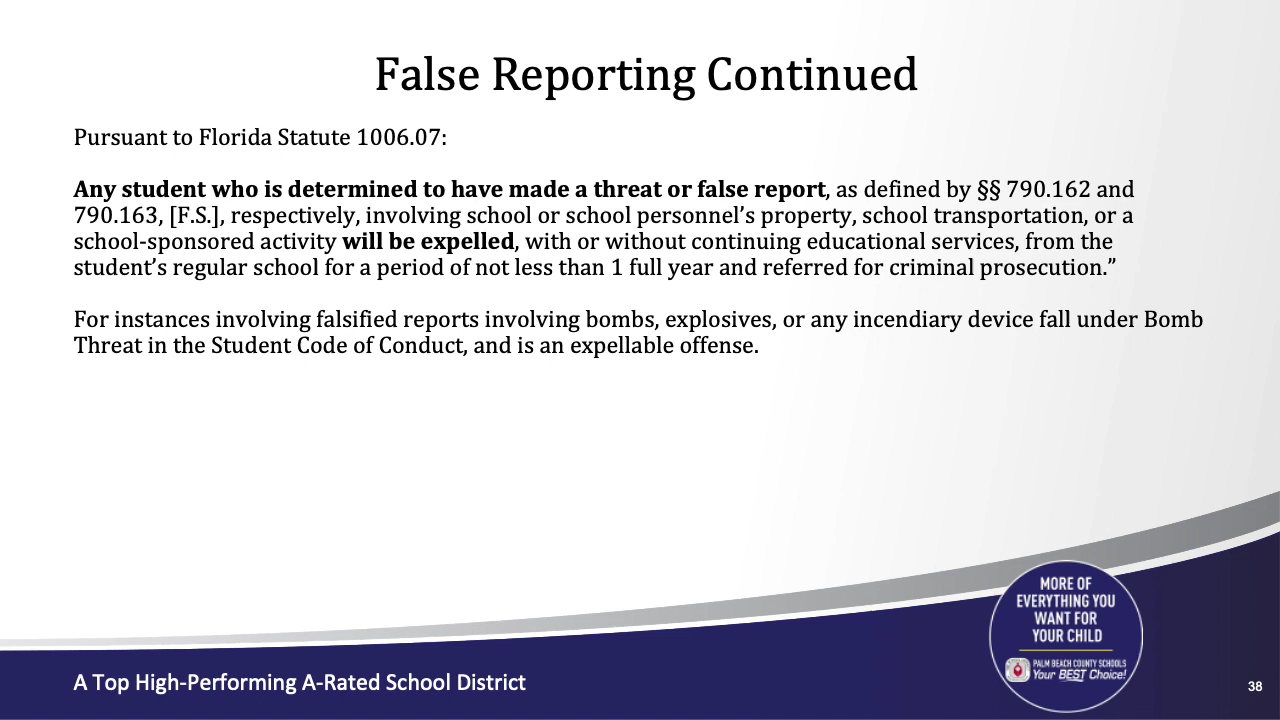 False Reporting Continued
Pursuant to Florida Statute 1006.07:
Any student who is determined to have made a threat or false report, as defined by §§ 790.162 and
790.163, [F.S.], respectively, involving school or school personnel’s property, school transportation, or a
school-sponsored activity will be expelled, with or without continuing educational services, from the
student’s regular school for a period of not less than 1 full year and referred for criminal prosecution.”
For instances involving falsified reports involving bombs, explosives, or any incendiary device fall under Bomb
Threat in the Student Code of Conduct, and is an expellable offense.
MORE OF
EVERYTHING YOU
WANT FOR
YOUR CHILD
PALM BEACH COUNTY SCHOOLS
Your BEST Choice!
A Top High-Performing A-Rated School District
38